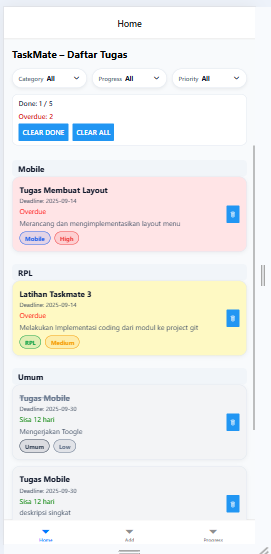 Home
TaskMate – Daftar Tugas
Category All Progress All Priority All
Done: 1 / 5
Overdue: 2
CLEAR DONE CLEAR ALL
Mobile
Tugas Membuat Layout
Deadline: 2025-09-14
Overdue
Merancang dan mengimplementasikan layout menu
Mobile High
RPL
Latihan Taskmate 3
Deadline: 2025-09-14
Overdue
Melakukan Implementasi coding dari modul ke project git
RPL Medium
Umum
Tugas Mobile
Deadline: 2025-09-30
Sisa 12 hari
Mengerjakan Toogle
Umum Low
Tugas Mobile
Deadline: 2025-09-30
Sisa 12 hari
deskripsi singkat
Home Add Progress